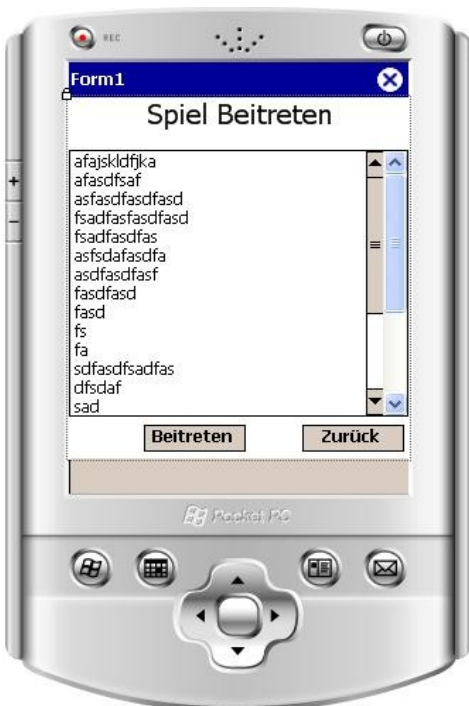 REC
Form1
Spiel Beitreten
afajskldfjka
afasdfsaf
asfasdfasdfasd
fsadfasfasdfasd
fsadfasdfas
asfsdafasdfa
asdfasdfasf
fasdfasd
fasd
fs
fa
sdfasdfsadfas
dfsdaf
sad
Beitreten Zurück
Pocket PC